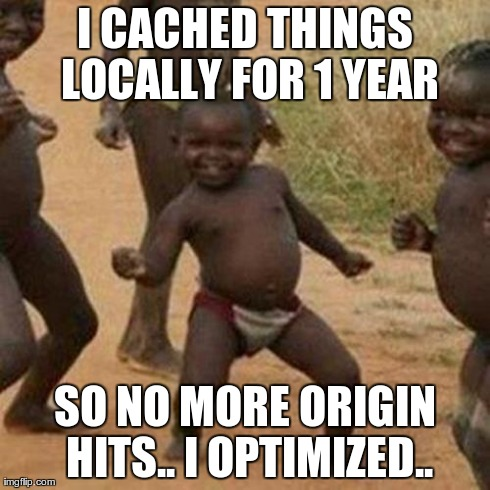 I CACHED THINGS
LOCALLY FOR 1 YEAR
SO NO MORE ORIGIN
HITS.. I OPTIMIZED..
imgflip.com